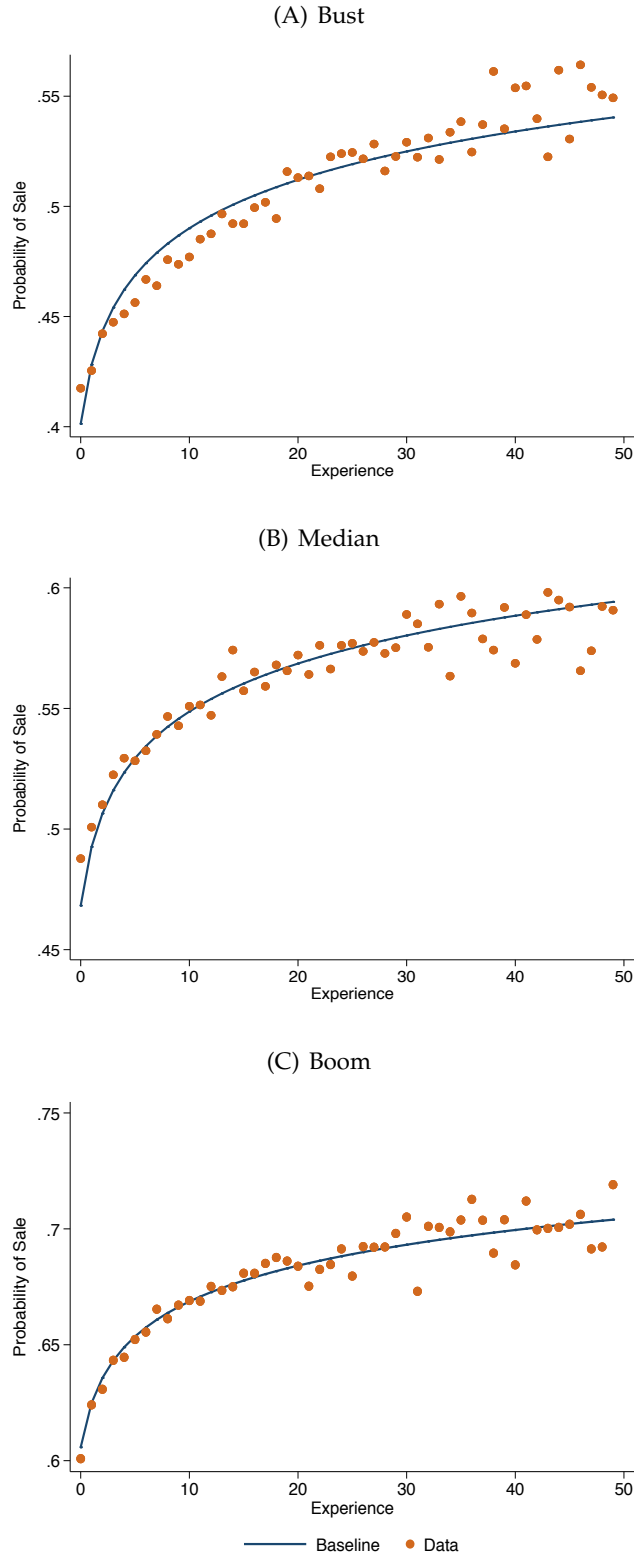 (A) Bust
.55
.5
.45
.4
Probability of Sale
0 10 20 30 40 50
Experience
(B) Median
.6
.55
.5
.45
Probability of Sale
0 10 20 30 40 50
Experience
(C) Boom
.75
.7
.65
.6
Probability of Sale
0 10 20 30 40 50
Experience
Baseline Data